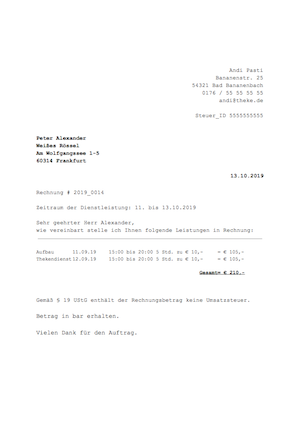 Andi Pasti
Bananenstr. 25
56321 Bad Bananenbach
0176 / 55 55 55 55
andi@theke.de
Steuer_ID 5555555555
Peter Alexander
Weißes Rössel
Am Wolfgangsee 1-5
60314 Frankfurt
13.10.2019
Rechnung # 2019_0014
Zeitraum der Dienstleistung: 11. bis 13.10.2019
Sehr geehrter Herr Alexander,
wie vereinbart stelle ich Ihnen folgende Leistungen in Rechnung:
Aufbau 11.09.19 15:00 bis 20:00 5 Std. zu € 10,- = € 105,-
Thekendienst 12.09.19 15:00 bis 20:00 5 Std. zu € 10,- = € 105,-
Gesamt= € 210,-
Gemäß § 19 UStG enthält der Rechnungsbetrag keine Umsatzsteuer.
Betrag in bar erhalten.
Vielen Dank für den Auftrag.